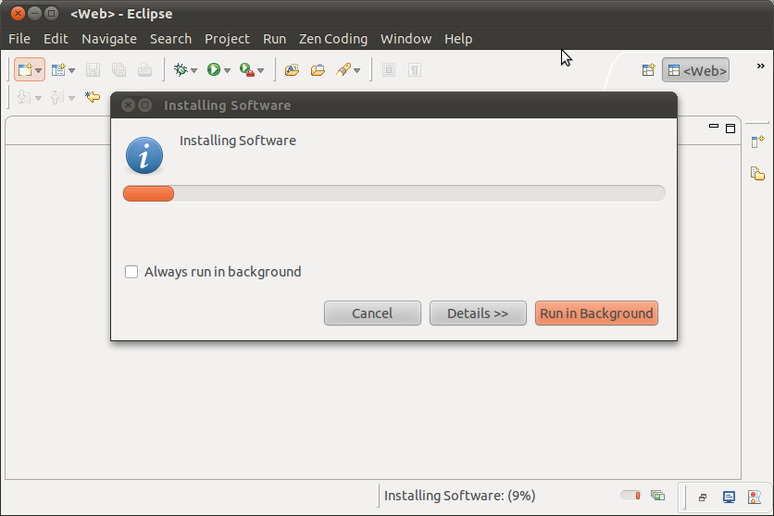 <Web> - Eclipse
File Edit Navigate Search Project Run Zen Coding Window Help
<Web> »
Installing Software
Installing Software
Always run in background
Cancel Details >> Run in Background
Installing Software: (9%)